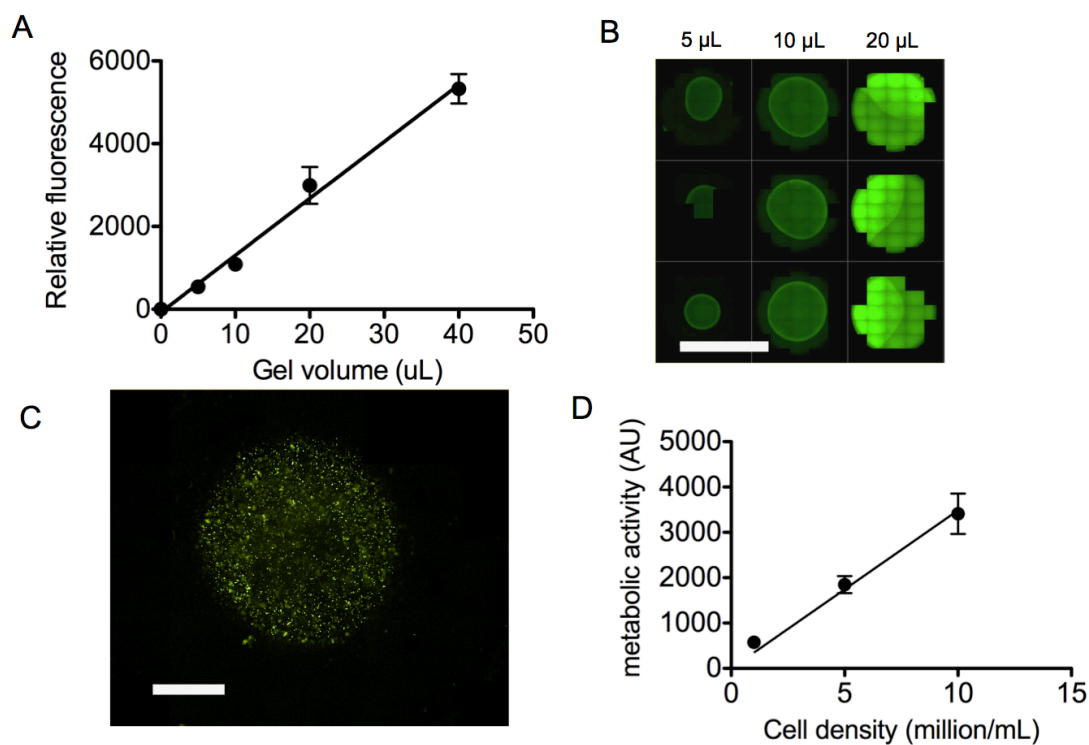 A
Relative fluorescence
6000
4000
2000
0
0 10 20 30 40 50
Gel volume (uL)
B
5 µL 10 µL 20 µL
C
D
metabolic activity (AU)
5000
4000
3000
2000
1000
0
0 5 10 15
Cell density (million/mL)